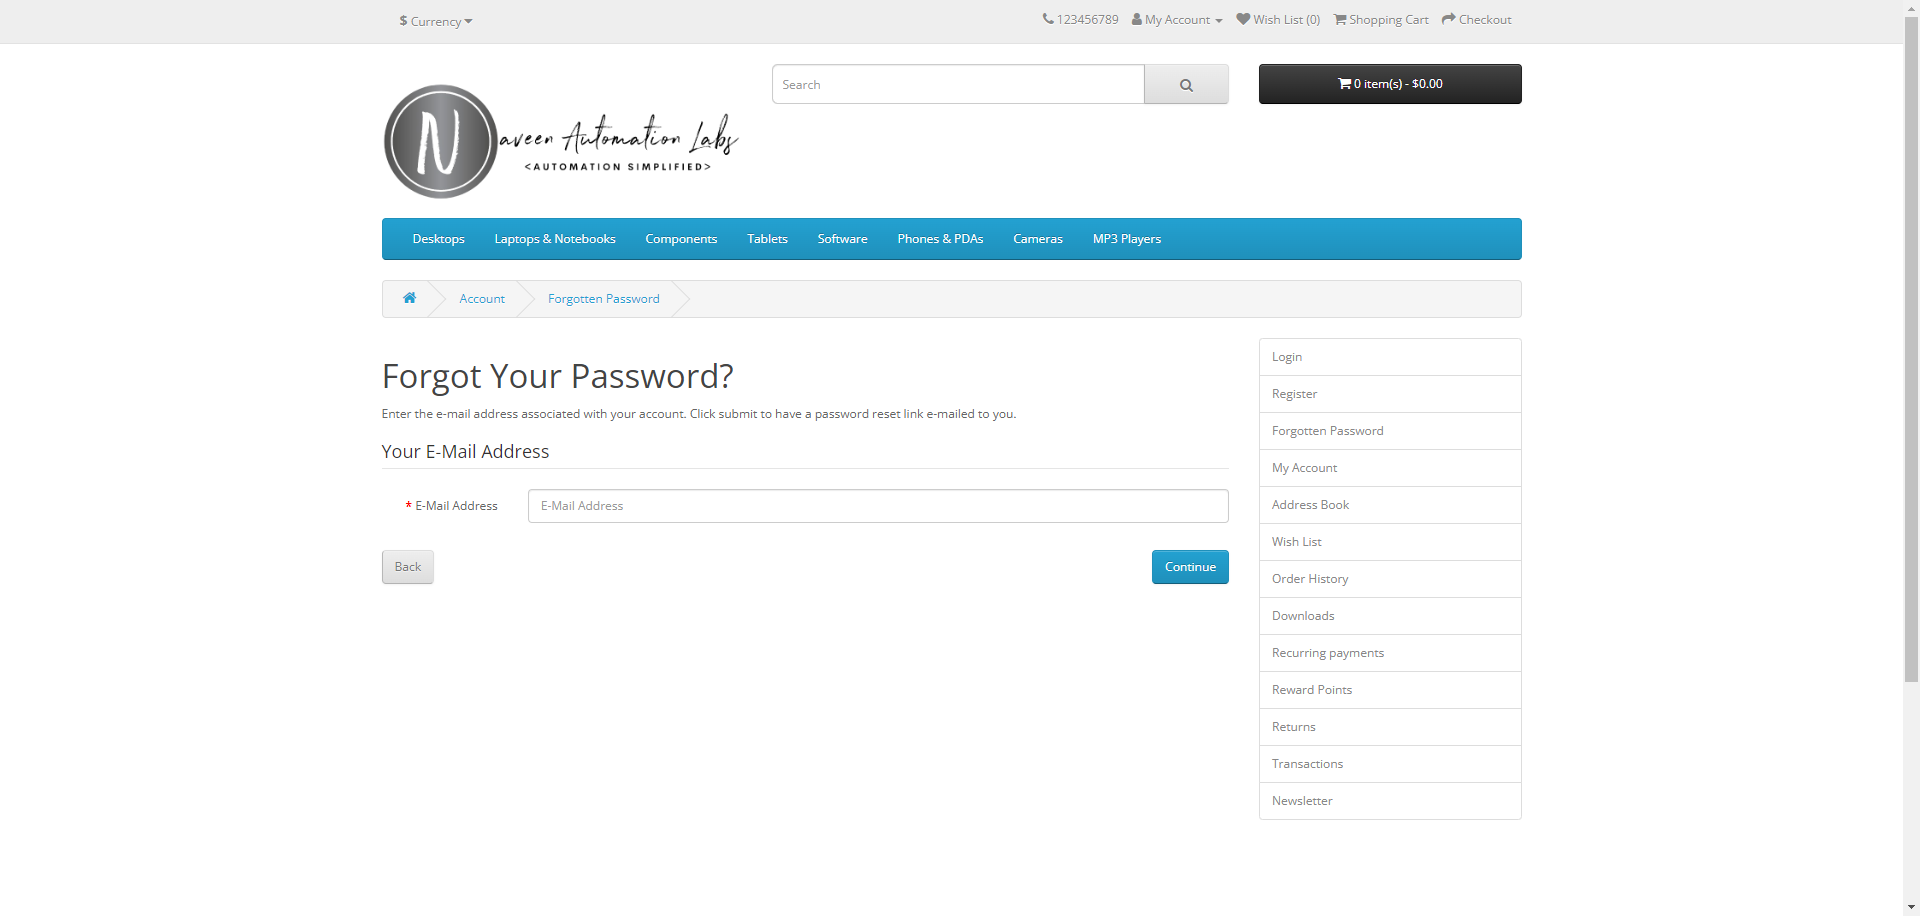 $ Currency
123456789 My Account Wish List (0) Shopping Cart Checkout
Search
0 item(s) - $0.00
N
aveen Automation Labs
<AUTOMATION SIMPLIFIED>
Desktops Laptops & Notebooks Components Tablets Software Phones & PDAs Cameras MP3 Players
Account Forgotten Password
Forgot Your Password?
Enter the e-mail address associated with your account. Click submit to have a password reset link e-mailed to you.
Your E-Mail Address
* E-Mail Address E-Mail Address
Back Continue
Login
Register
Forgotten Password
My Account
Address Book
Wish List
Order History
Downloads
Recurring payments
Reward Points
Returns
Transactions
Newsletter